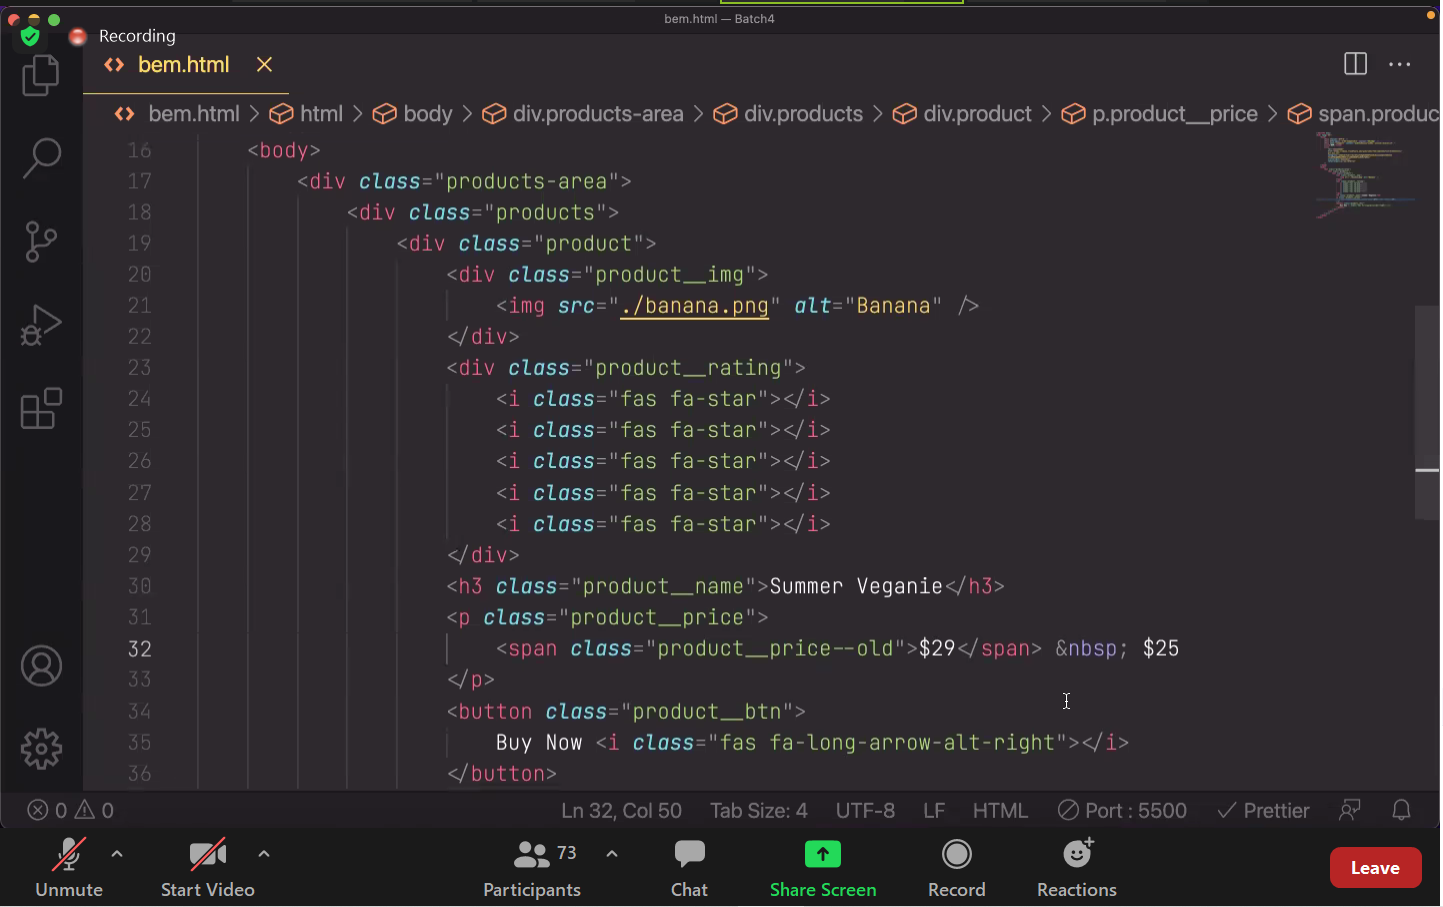 bem.html — Batch4
Recording
bem.html
bem.html > html > body > div.products-area > div.products > div.product > p.product__price > span.produc
16 <body>
17 <div class="products-area">
18 <div class="products">
19 <div class="product">
20 <div class="product__img">
21 <img src="./banana.png" alt="Banana" />
22 </div>
23 <div class="product__rating">
24 <i class="fas fa-star"></i>
25 <i class="fas fa-star"></i>
26 <i class="fas fa-star"></i>
27 <i class="fas fa-star"></i>
28 <i class="fas fa-star"></i>
29 </div>
30 <h3 class="product__name">Summer Veganie</h3>
31 <p class="product__price">
32 <span class="product__price--old">$29</span> &nbsp; $25
33 </p>
34 <button class="product__btn">
35 Buy Now <i class="fas fa-long-arrow-alt-right"></i>
36 </button>
0 0 Ln 32, Col 50 Tab Size: 4 UTF-8 LF HTML Port : 5500 Prettier
73
Unmute Start Video Participants Chat Share Screen Record Reactions Leave